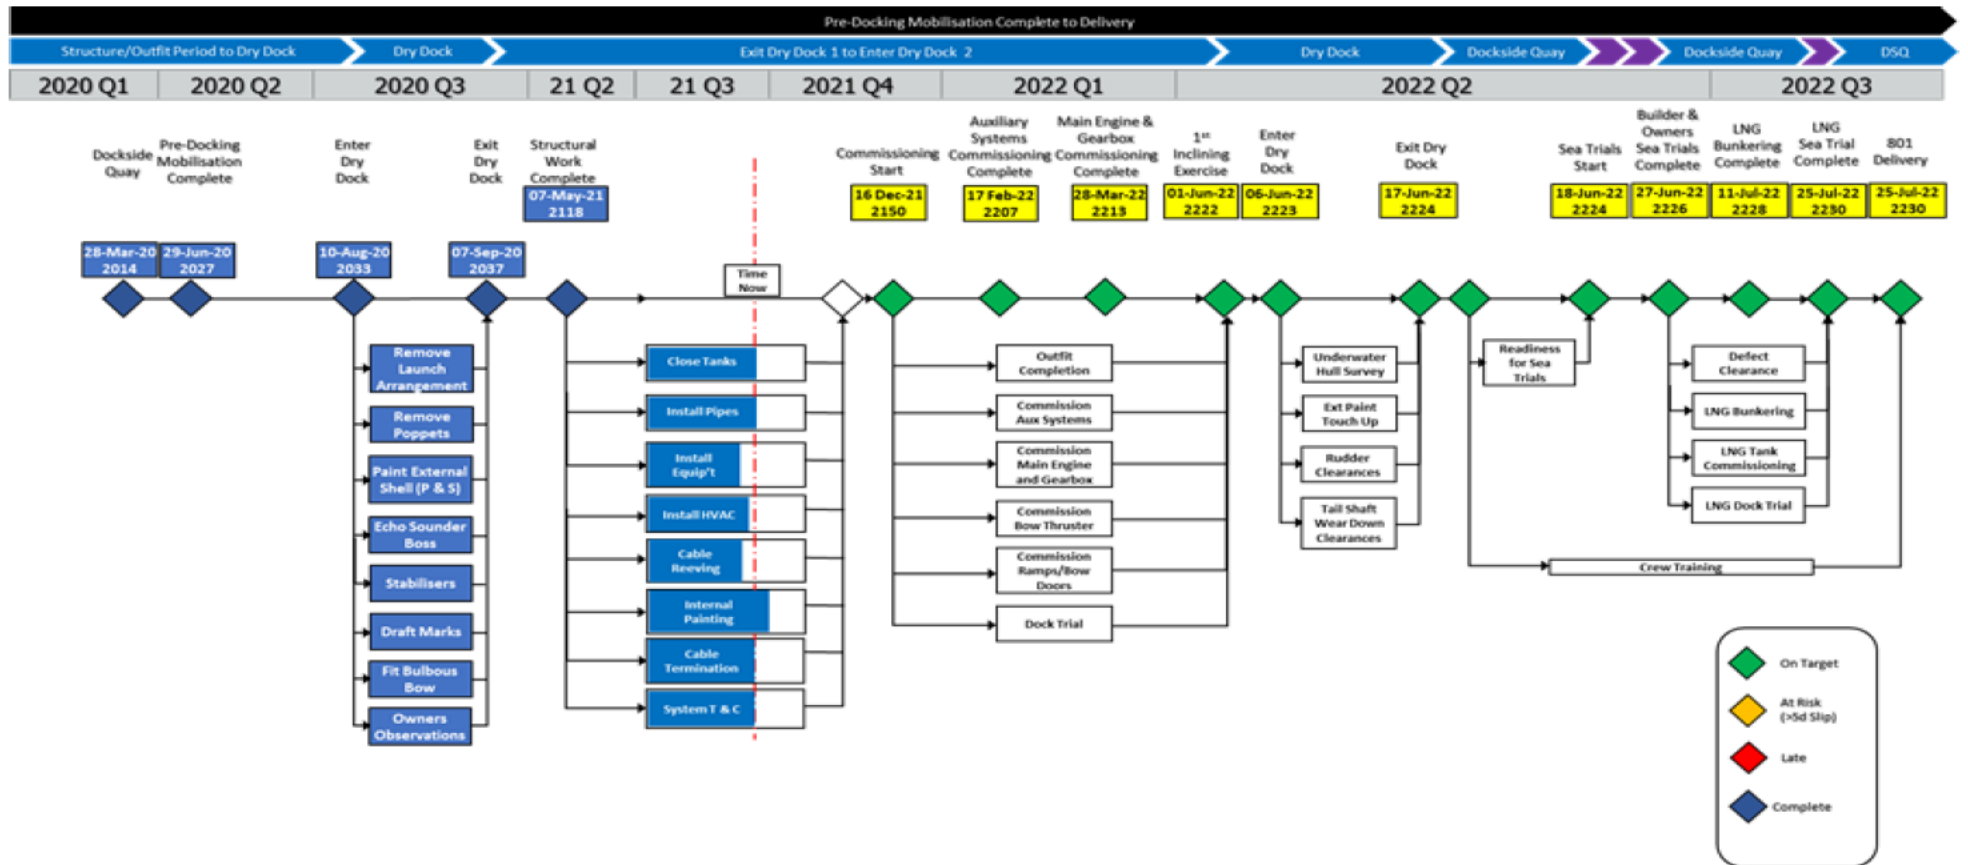 Pre-Docking Mobilisation Complete to Delivery
Structure/Outfit Period to Dry Dock
Dry Dock
Exit Dry Dock 1 to Enter Dry Dock 2
Dry Dock
Dockside Quay
Dockside Quay
DSQ
2020 Q1
2020 Q2
2020 Q3
21 Q2
21 Q3
2021 Q4
2022 Q1
2022 Q2
2022 Q3
Dockside
Quay
28-Mar-20
2014
Pre-Docking
Mobilisation
Complete
29-Jun-20
2027
Enter
Dry
Dock
10-Aug-20
2033
Exit
Dry
Dock
07-Sep-20
2037
Structural
Work
Complete
07-May-21
2118
Time
Now
Commissioning
Start
16 Dec-21
2150
Auxiliary
Systems
Commissioning
Complete
17 Feb-22
2207
Main Engine &
Gearbox
Commissioning
Complete
28-Mar-22
2213
1st
Inclining
Exercise
01-Jun-22
2222
Enter
Dry
Dock
06-Jun-22
2223
Exit Dry
Dock
17-Jun-22
2224
Sea Trials
Start
18-Jun-22
2224
Builder &
Owners
Sea Trials
Complete
27-Jun-22
2226
LNG
Bunkering
Complete
11-Jul-22
2228
LNG
Sea Trial
Complete
25-Jul-22
2230
801
Delivery
25-Jul-22
2230
Remove
Launch
Arrangement
Remove
Poppets
Paint External
Shell (P & S)
Echo Sounder
Boss
Stabilisers
Draft Marks
Fit Bulbous
Bow
Owners
Observations
Close Tanks
Install Pipes
Install
Equip't
Install HVAC
Cable
Reeving
Internal
Painting
Cable
Termination
System T & C
Outfit
Completion
Commission
Aux Systems
Commission
Main Engine
and Gearbox
Commission
Bow Thruster
Commission
Ramps/Bow
Doors
Dock Trial
Underwater
Hull Survey
Ext Paint
Touch Up
Rudder
Clearances
Tail Shaft
Wear Down
Clearances
Readiness
for Sea
Trials
Defect
Clearance
LNG Bunkering
LNG Tank
Commissioning
LNG Dock Trial
Crew Training
On Target
At Risk
(>5d Slip)
Late
Complete